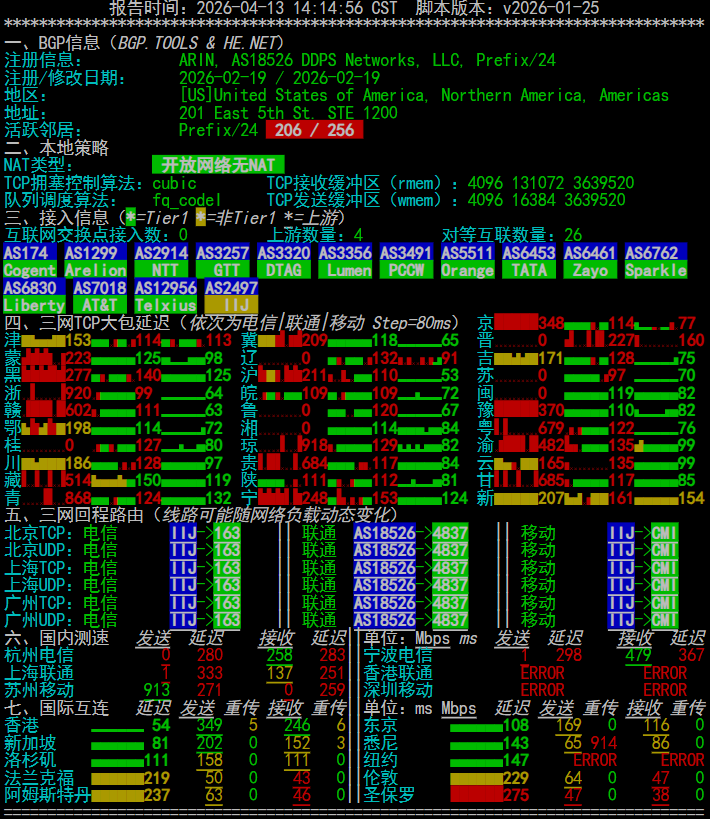 报告时间：2026-04-13 14:14:56 CST  脚本版本：v2026-01-25
********************************************************************************
一、BGP信息（BGP.TOOLS & HE.NET）
注册信息：ARIN, AS18526 DDPS Networks, LLC, Prefix/24
注册/修改日期：2026-02-19 / 2026-02-19
地区：[US]United States of America, Northern America, Americas
地址：201 East 5th St. STE 1200
活跃邻居：Prefix/24 206 / 256
二、本地策略
NAT类型：开放网络无NAT
TCP拥塞控制算法：cubic TCP接收缓冲区（rmem）：4096 131072 3639520
队列调度算法：fq_codel TCP发送缓冲区（wmem）：4096 16384 3639520
三、接入信息（*=Tier1 *=非Tier1 *=上游）
互联网交换点接入数：0 上游数量：4 对等互联数量：26
AS174 AS1299 AS2914 AS3257 AS3320 AS3356 AS3491 AS5511 AS6453 AS6461 AS6762
Cogent Arelion NTT GTT DTAG Lumen PCCW Orange TATA Zayo Sparkle
AS6830 AS7018 AS12956 AS2497
Liberty AT&T Telxius IIJ
四、三网TCP大包延迟（依次为电信|联通|移动 Step=80ms） 京 348 114 77
津 153 114 113 冀 209 118 65 晋 0 227 160
蒙 223 125 98 辽 0 132 91 吉 171 128 75
黑 277 140 125 沪 211 110 53 苏 0 97 70
浙 920 99 64 皖 109 109 72 闽 0 119 82
赣 602 111 63 鲁 0 120 67 豫 370 110 82
鄂 198 114 72 湘 0 114 84 粤 679 122 76
桂 0 127 80 琼 918 129 82 渝 482 135 99
川 186 128 97 贵 684 117 84 云 165 135 99
藏 514 150 119 陕 111 112 81 甘 685 117 85
青 868 124 132 宁 248 153 124 新 207 161 154
五、三网回程路由（线路可能随网络负载动态变化）
北京TCP：电信 IIJ->163 || 联通 AS18526->4837 || 移动 IIJ->CMI
北京UDP：电信 IIJ->163 || 联通 AS18526->4837 || 移动 IIJ->CMI
上海TCP：电信 IIJ->163 || 联通 AS18526->4837 || 移动 IIJ->CMI
上海UDP：电信 IIJ->163 || 联通 AS18526->4837 || 移动 IIJ->CMI
广州TCP：电信 IIJ->163 || 联通 AS18526->4837 || 移动 IIJ->CMI
广州UDP：电信 IIJ->163 || 联通 AS18526->4837 || 移动 IIJ->CMI
六、国内测速 发送 延迟 接收 延迟||单位：Mbps ms 发送 延迟 接收 延迟
杭州电信 0 280 258 283||宁波电信 1 298 479 367
上海联通 1 333 137 251||香港联通 ERROR ERROR
苏州移动 913 271 0 259||深圳移动 ERROR ERROR
七、国际互连 延迟 发送 重传 接收 重传||单位：ms Mbps 延迟 发送 重传 接收 重传
香港 54 349 5 246 6||东京 108 169 0 116 0
新加坡 81 202 0 152 3||悉尼 143 65 914 86 0
洛杉矶 111 158 0 111 0||纽约 147 ERROR ERROR
法兰克福 219 50 0 43 0||伦敦 229 64 0 47 0
阿姆斯特丹 237 63 0 46 0||圣保罗 275 47 0 38 0
================================================================================